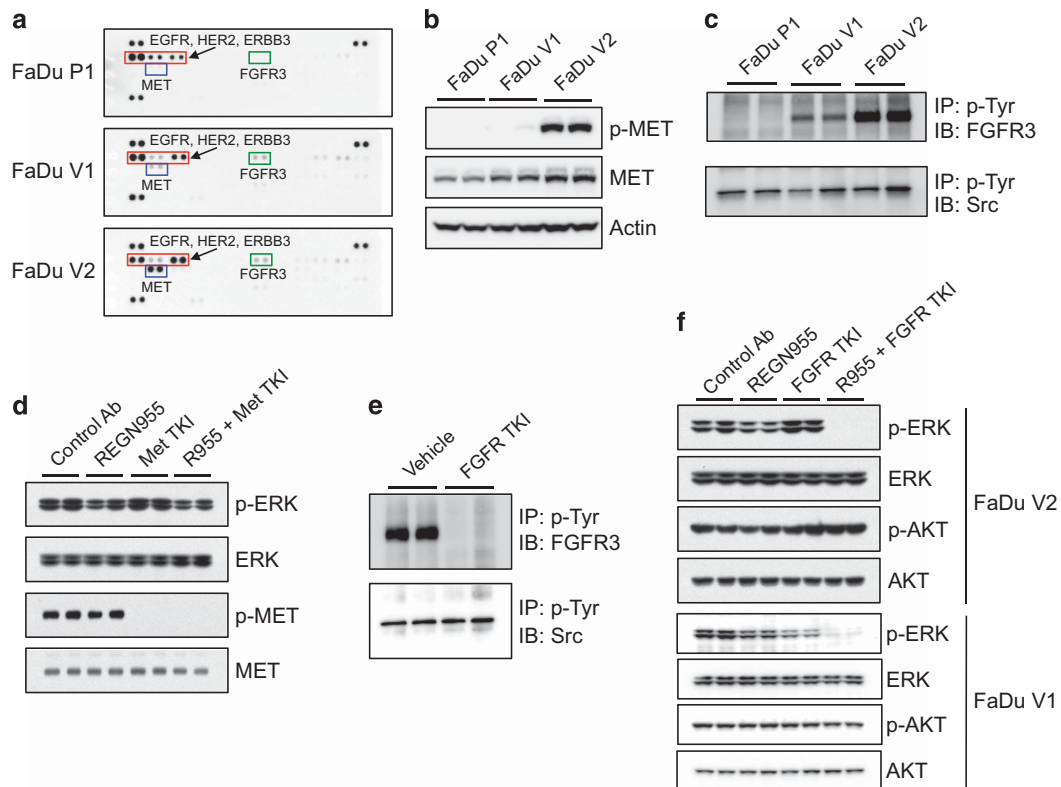 a
EGFR, HER2, ERBB3
FaDu P1
MET
FGFR3
EGFR, HER2, ERBB3
FaDu V1
MET
FGFR3
EGFR, HER2, ERBB3
FaDu V2
MET
FGFR3
b
FaDu P1
FaDu V1
FaDu V2
p-MET
MET
Actin
c
FaDu P1
FaDu V1
FaDu V2
IP: p-Tyr
IB: FGFR3
IP: p-Tyr
IB: Src
d
Control Ab
REGN955
Met TKI
R955 + Met TKI
p-ERK
ERK
p-MET
MET
e
Vehicle
FGFR TKI
IP: p-Tyr
IB: FGFR3
IP: p-Tyr
IB: Src
f
Control Ab
REGN955
FGFR TKI
R955 + FGFR TKI
p-ERK
ERK
p-AKT
AKT
FaDu V2
p-ERK
ERK
p-AKT
AKT
FaDu V1